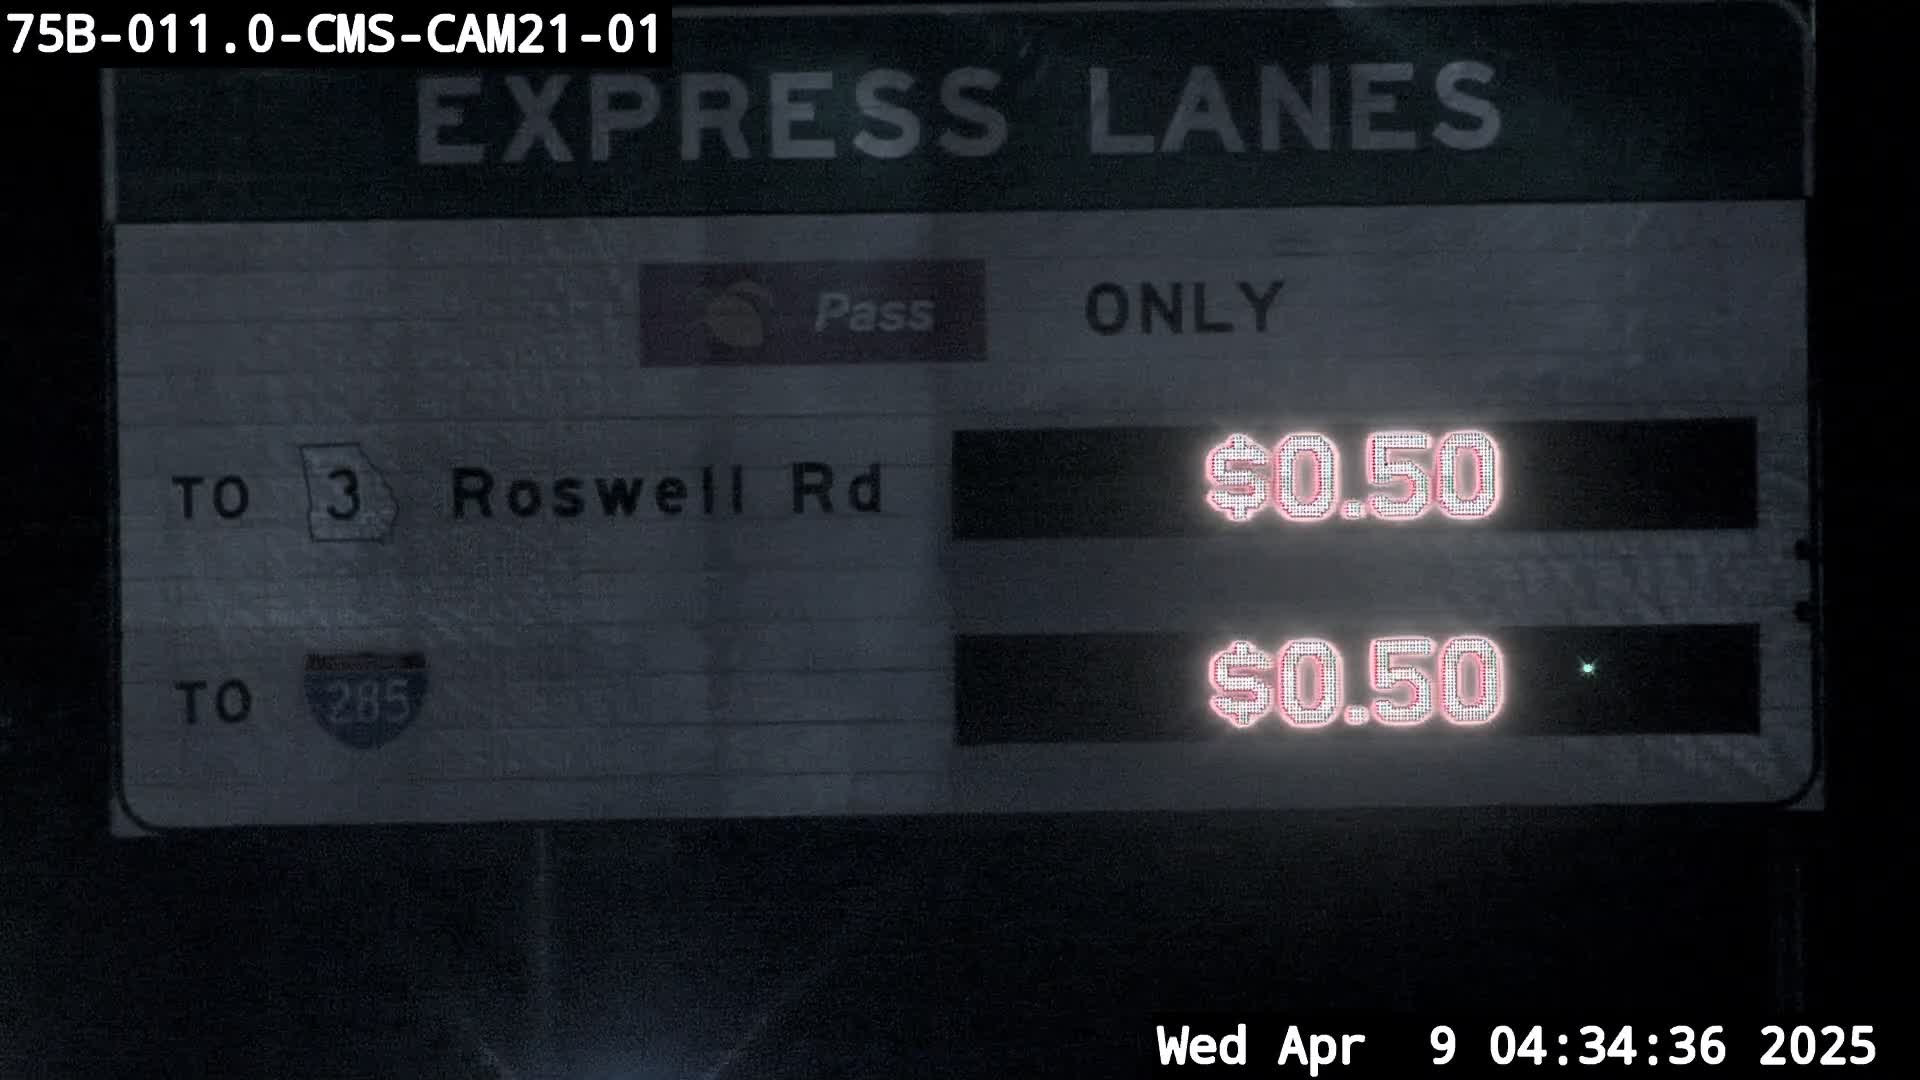 75B-011.0-CMS-CAM21-01
EXPRESS LANES
Pass ONLY
TO 3 Roswell Rd $0.50
TO 285 $0.50
Wed Apr 9 04:34:36 2025